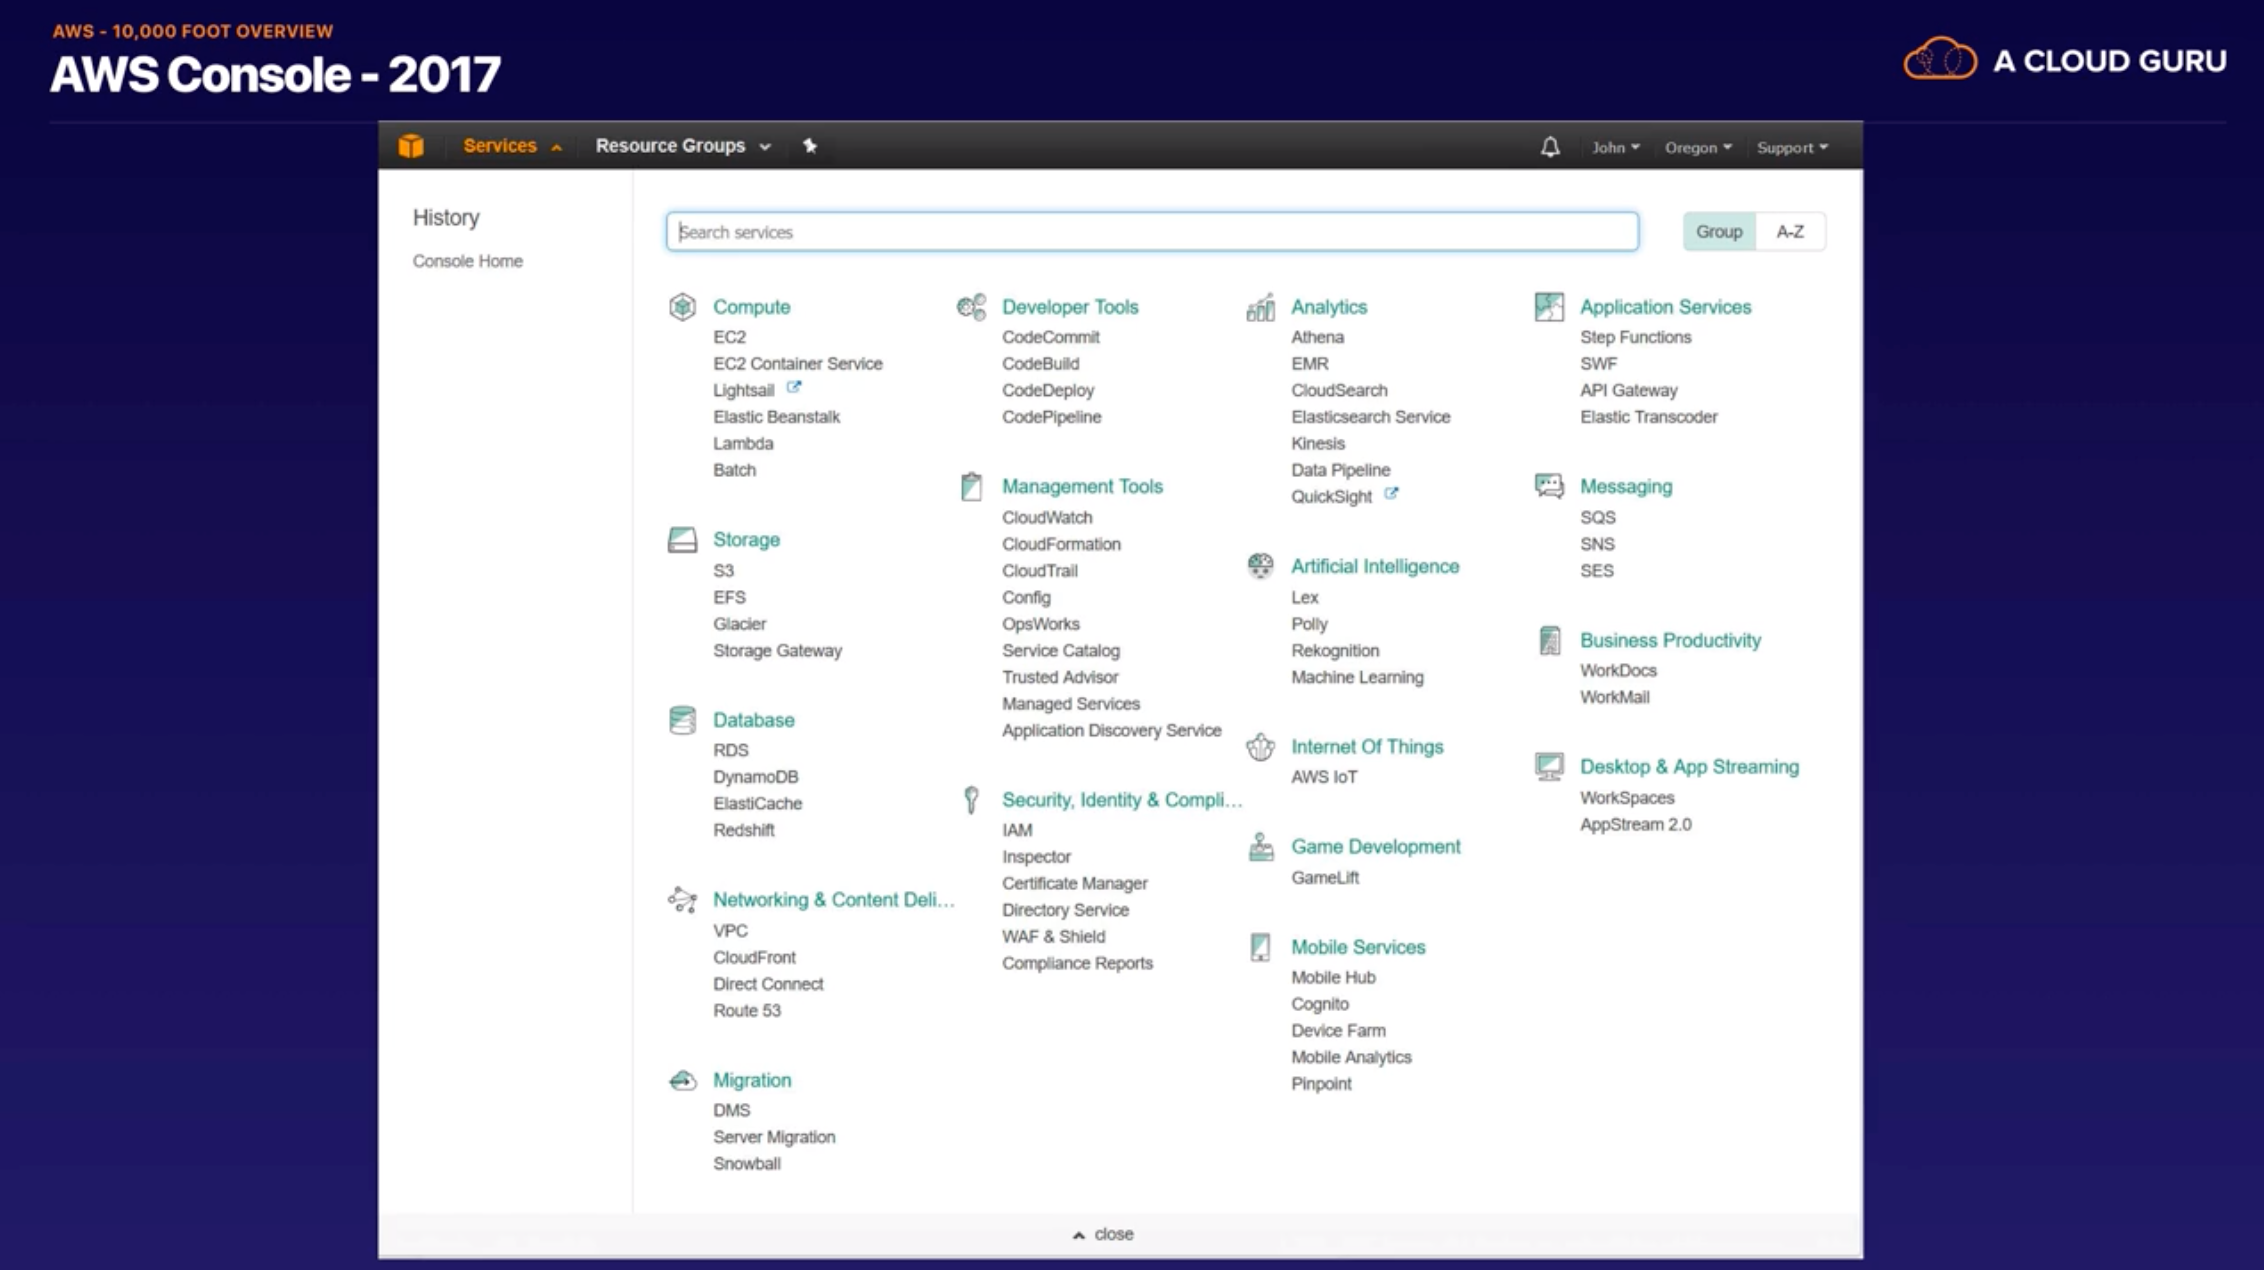 AWS - 10,000 FOOT OVERVIEW
AWS Console - 2017
A CLOUD GURU
Services
Resource Groups
John
Oregon
Support
History
Console Home
Search services
Group
A-Z
Compute
EC2
EC2 Container Service
Lightsail
Elastic Beanstalk
Lambda
Batch
Storage
S3
EFS
Glacier
Storage Gateway
Database
RDS
DynamoDB
ElastiCache
Redshift
Networking & Content Deli...
VPC
CloudFront
Direct Connect
Route 53
Migration
DMS
Server Migration
Snowball
Developer Tools
CodeCommit
CodeBuild
CodeDeploy
CodePipeline
Management Tools
CloudWatch
CloudFormation
CloudTrail
Config
OpsWorks
Service Catalog
Trusted Advisor
Managed Services
Application Discovery Service
Security, Identity & Compli...
IAM
Inspector
Certificate Manager
Directory Service
WAF & Shield
Compliance Reports
Analytics
Athena
EMR
CloudSearch
Elasticsearch Service
Kinesis
Data Pipeline
QuickSight
Artificial Intelligence
Lex
Polly
Rekognition
Machine Learning
Internet Of Things
AWS IoT
Game Development
GameLift
Mobile Services
Mobile Hub
Cognito
Device Farm
Mobile Analytics
Pinpoint
Application Services
Step Functions
SWF
API Gateway
Elastic Transcoder
Messaging
SQS
SNS
SES
Business Productivity
WorkDocs
WorkMail
Desktop & App Streaming
WorkSpaces
AppStream 2.0
close